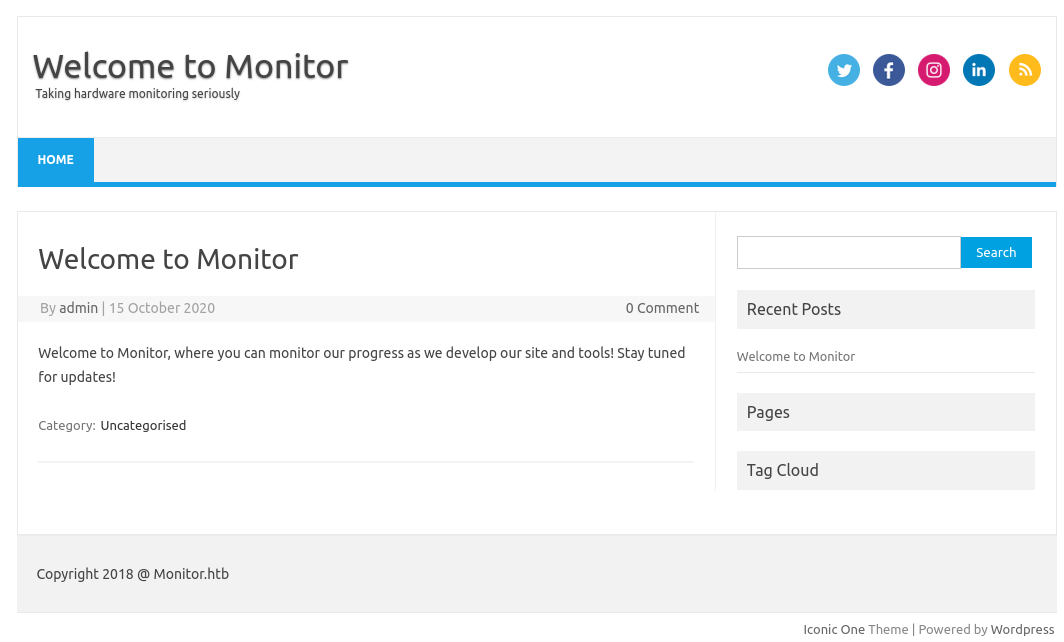 Welcome to Monitor
Taking hardware monitoring seriously
HOME
Welcome to Monitor
By admin | 15 October 2020 0 Comment
Welcome to Monitor, where you can monitor our progress as we develop our site and tools! Stay tuned
for updates!
Category: Uncategorised
Search
Recent Posts
Welcome to Monitor
Pages
Tag Cloud
Copyright 2018 @ Monitor.htb
Iconic One Theme | Powered by Wordpress